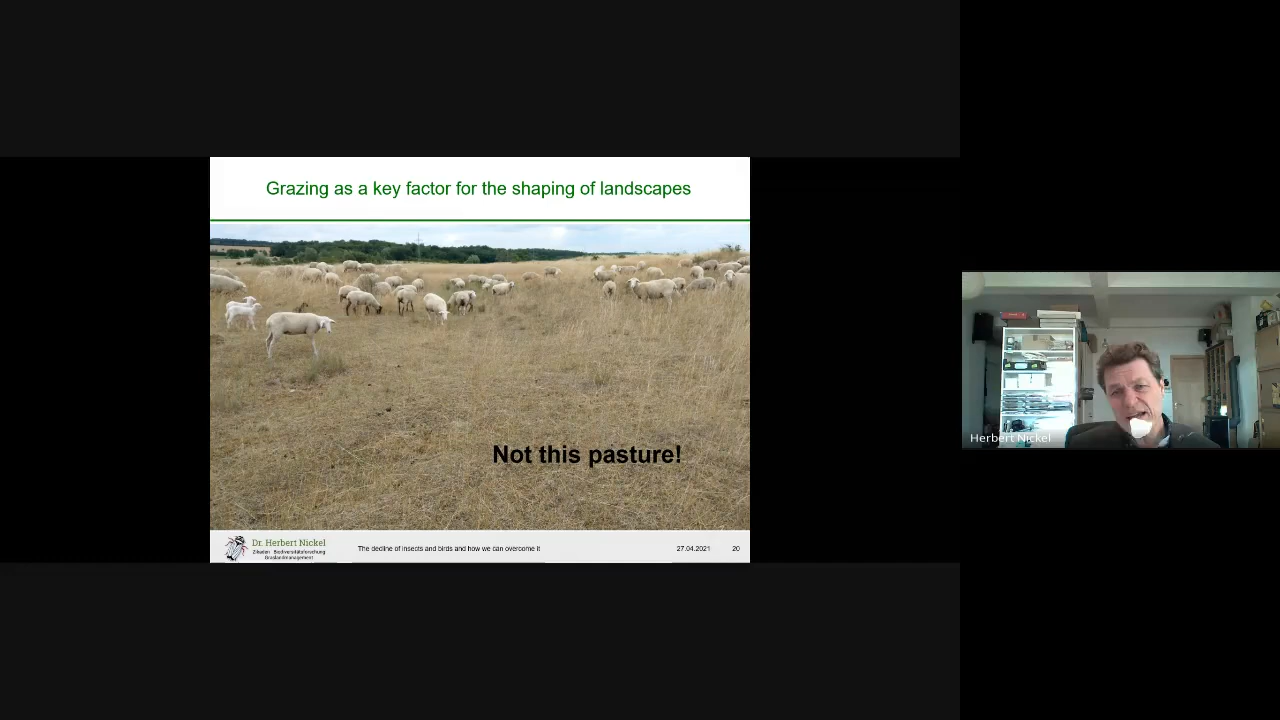 Grazing as a key factor for the shaping of landscapes
Not this pasture!
Dr. Herbert Nickel
Zikaden Biodiversitätsforschung
Graslandmanagement
The decline of insects and birds and how we can overcome it
27.04.2021
20
Herbert Nickel